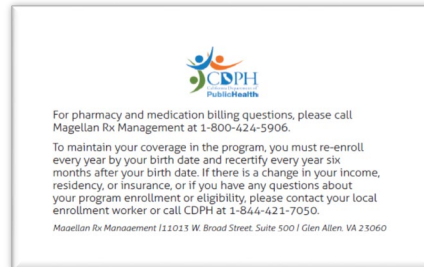 CDPH
California Department of
PublicHealth
For pharmacy and medication billing questions, please call
Magellan Rx Management at 1-800-424-5906.
To maintain your coverage in the program, you must re-enroll
every year by your birth date and recertify every year six
months after your birth date. If there is a change in your income,
residency, or insurance, or if you have any questions about
your program enrollment or eligibility, please contact your local
enrollment worker or call CDPH at 1-844-421-7050.
Magellan Rx Management |11013 W. Broad Street. Suite 500 | Glen Allen. VA 23060